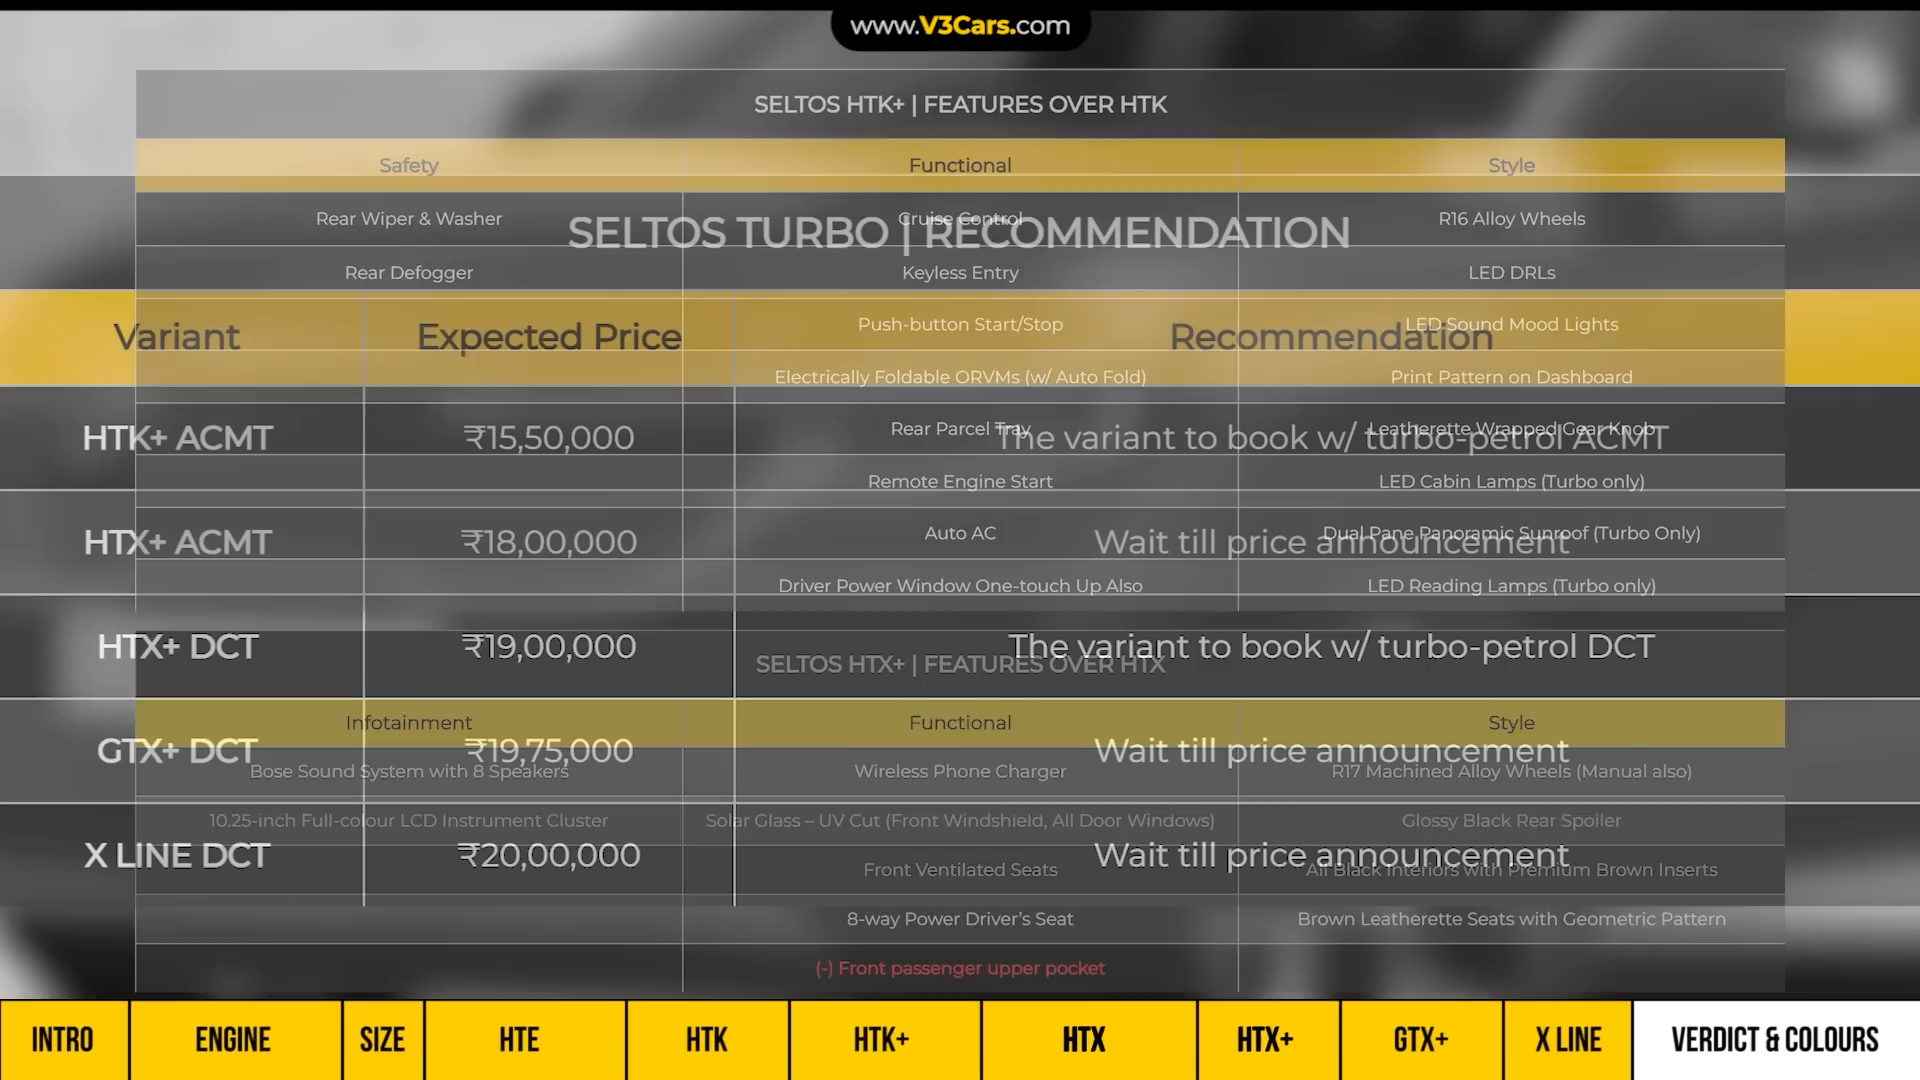 www.V3Cars.com
SELTOS HTK+ | FEATURES OVER HTK
Safety Functional Style
Rear Wiper & Washer Cruise Control R16 Alloy Wheels
Rear Defogger Keyless Entry LED DRLs
Push-button Start/Stop LED Sound Mood Lights
Electrically Foldable ORVMs (w/ Auto Fold) Print Pattern on Dashboard
Rear Parcel Tray Leatherette Wrapped Gear Knob
Remote Engine Start LED Cabin Lamps (Turbo only)
Auto AC Dual Pane Panoramic Sunroof (Turbo Only)
Driver Power Window One-touch Up Also LED Reading Lamps (Turbo only)
SELTOS TURBO | RECOMMENDATION
Variant Expected Price Recommendation
HTK+ ACMT ₹15,50,000 The variant to book w/ turbo-petrol ACMT
HTX+ ACMT ₹18,00,000 Wait till price announcement
HTX+ DCT ₹19,00,000 The variant to book w/ turbo-petrol DCT
GTX+ DCT ₹19,75,000 Wait till price announcement
X LINE DCT ₹20,00,000 Wait till price announcement
SELTOS HTX+ | FEATURES OVER HTX
Infotainment Functional Style
Bose Sound System with 8 Speakers Wireless Phone Charger R17 Machined Alloy Wheels (Manual also)
10.25-inch Full-colour LCD Instrument Cluster Solar Glass – UV Cut (Front Windshield, All Door Windows) Glossy Black Rear Spoiler
Front Ventilated Seats All Black Interiors with Premium Brown Inserts
8-way Power Driver's Seat Brown Leatherette Seats with Geometric Pattern
(-) Front passenger upper pocket
INTRO ENGINE SIZE HTE HTK HTK+ HTX HTX+ GTX+ X LINE VERDICT & COLOURS